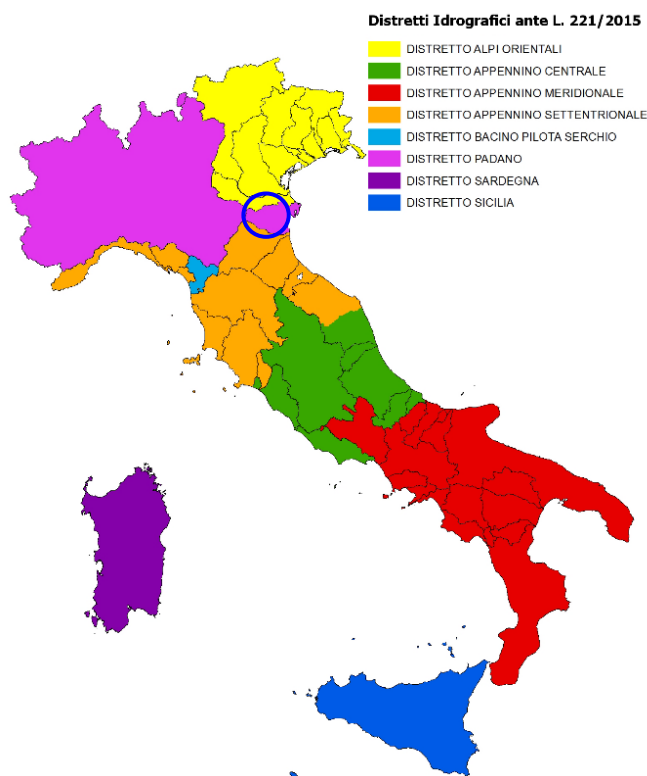 Distretti Idrografici ante L. 221/2015
DISTRETTO ALPI ORIENTALI
DISTRETTO APPENNINO CENTRALE
DISTRETTO APPENNINO MERIDIONALE
DISTRETTO APPENNINO SETTENTRIONALE
DISTRETTO BACINO PILOTA SERCHIO
DISTRETTO PADANO
DISTRETTO SARDEGNA
DISTRETTO SICILIA